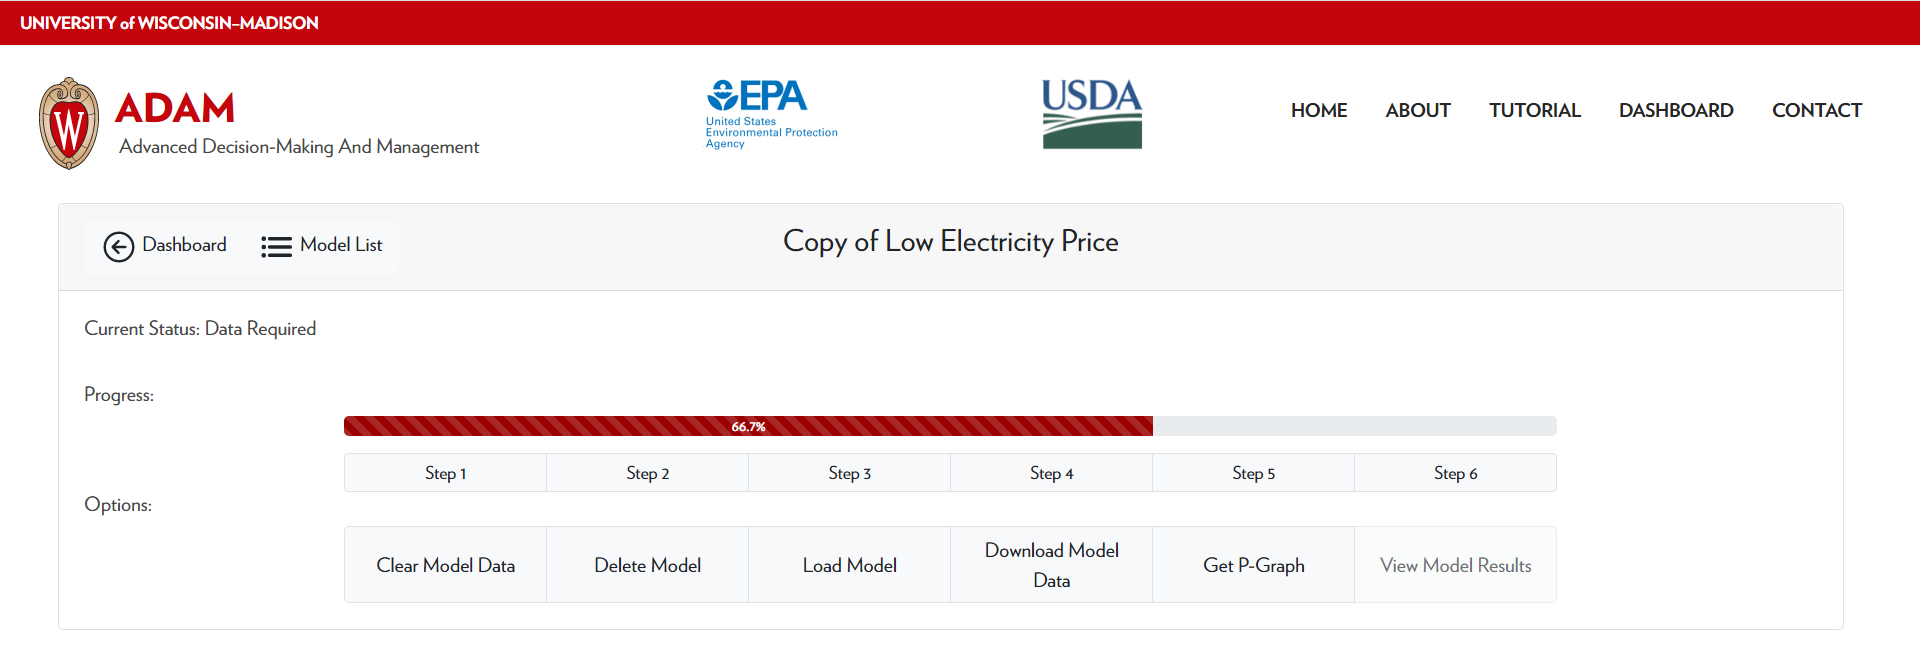 UNIVERSITY of WISCONSIN–MADISON
W
ADAM
Advanced Decision-Making And Management
EPA
United States
Environmental Protection
Agency
USDA
HOME ABOUT TUTORIAL DASHBOARD CONTACT
Dashboard Model List
Copy of Low Electricity Price
Current Status: Data Required
Progress:
66.7%
Step 1 Step 2 Step 3 Step 4 Step 5 Step 6
Options:
Clear Model Data Delete Model Load Model Download Model Data Get P-Graph View Model Results